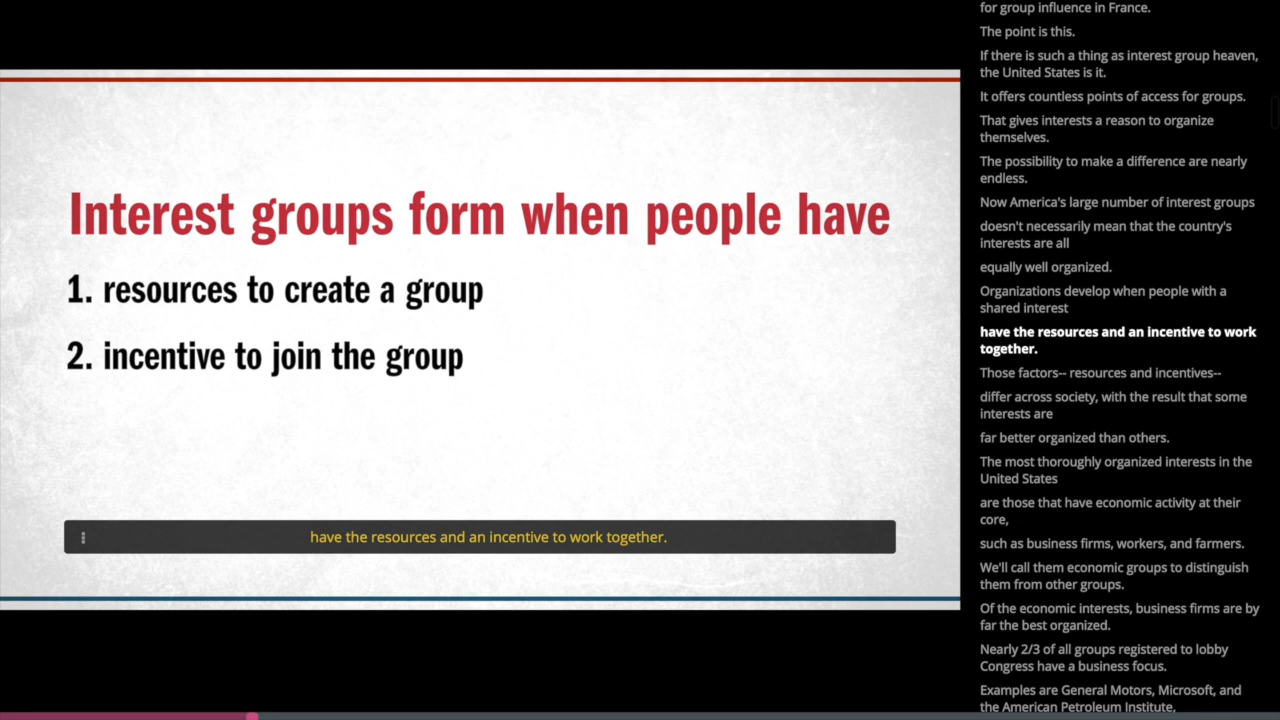 Interest groups form when people have
1. resources to create a group
2. incentive to join the group
have the resources and an incentive to work together.
for group influence in France.
The point is this.
If there is such a thing as interest group heaven,
the United States is it.
It offers countless points of access for groups.
That gives interests a reason to organize
themselves.
The possibility to make a difference are nearly
endless.
Now America's large number of interest groups
doesn't necessarily mean that the country's
interests are all
equally well organized.
Organizations develop when people with a
shared interest
have the resources and an incentive to work
together.
Those factors-- resources and incentives--
differ across society, with the result that some
interests are
far better organized than others.
The most thoroughly organized interests in the
United States
are those that have economic activity at their
core,
such as business firms, workers, and farmers.
We'll call them economic groups to distinguish
them from other groups.
Of the economic interests, business firms are by
far the best organized.
Nearly 2/3 of all groups registered to lobby
Congress have a business focus.
Examples are General Motors, Microsoft, and
the American Petroleum Institute,